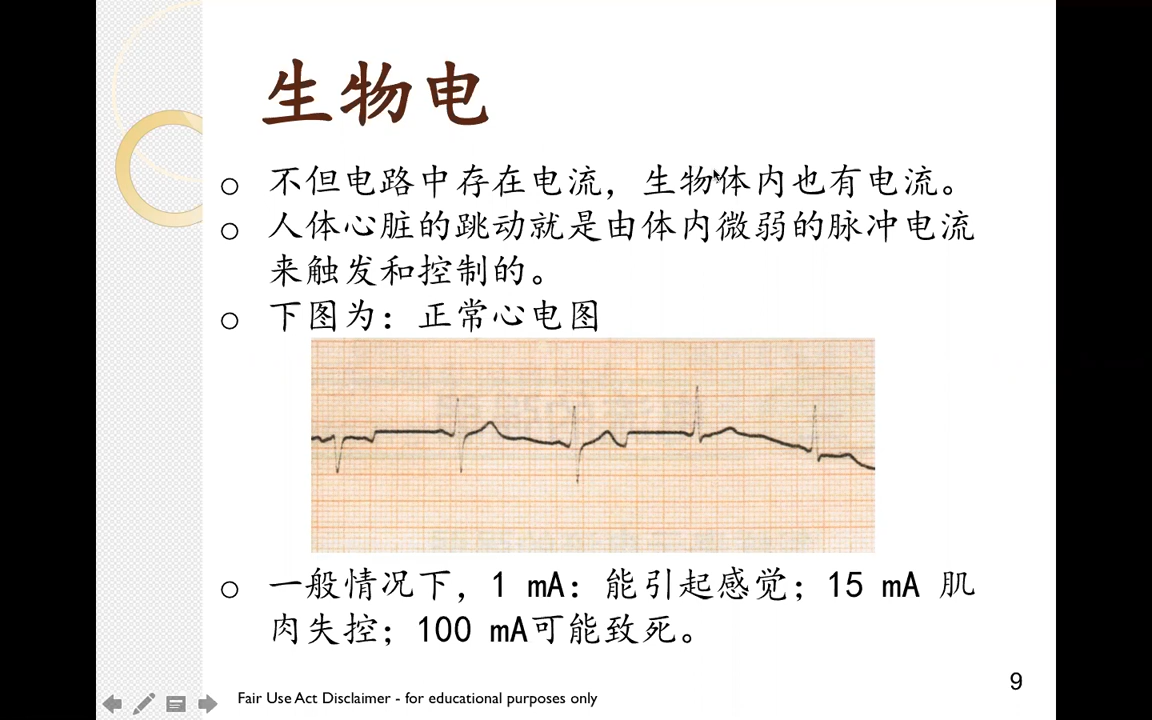 生物电
不但电路中存在电流，生物体内也有电流。
人体心脏的跳动就是由体内微弱的脉冲电流
来触发和控制的。
下图为：正常心电图
一般情况下，1 mA：能引起感觉；15 mA 肌
肉失控；100 mA可能致死。
Fair Use Act Disclaimer - for educational purposes only
9